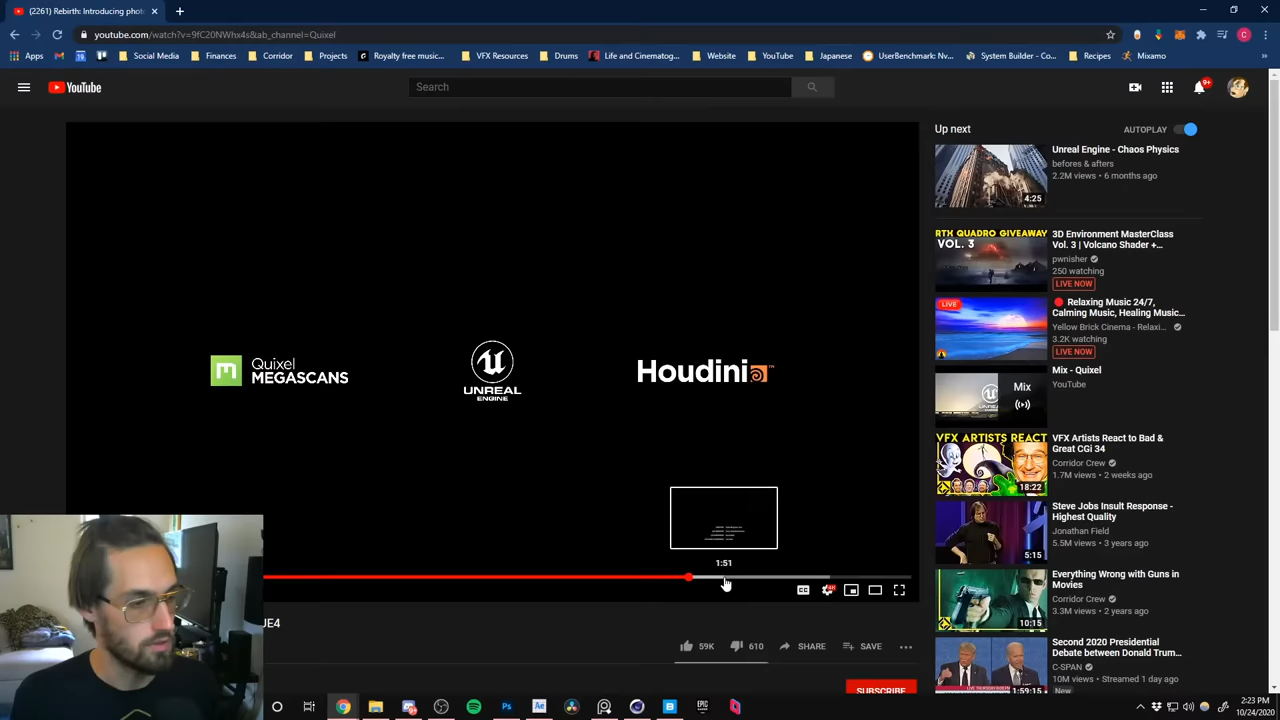 (2261) Rebirth: Introducing phot
youtube.com/watch?v=9fC20NWhx4s&ab_channel=Quixel
Apps
Social Media
Finances
Corridor
Projects
Royalty free music...
VFX Resources
Drums
Life and Cinematog...
Website
YouTube
Japanese
UserBenchmark: Nv...
System Builder - Co...
Recipes
Mixamo
»
YouTube
Search
9+
Up next
AUTOPLAY
Unreal Engine - Chaos Physics
befores & afters
2.2M views • 6 months ago
4:25
RTX QUADRO GIVEAWAY
VOL. 3
3D Environment MasterClass
Vol. 3 | Volcano Shader +...
pwnisher
250 watching
LIVE NOW
LIVE
Relaxing Music 24/7,
Calming Music, Healing Music...
Yellow Brick Cinema - Relaxi...
3.2K watching
LIVE NOW
Quixel
MEGASCANS
UNREAL
ENGINE
Houdini™
Mix
Mix - Quixel
YouTube
VFX ARTISTS REACT
18:22
VFX Artists React to Bad &
Great CGi 34
Corridor Crew
1.7M views • 2 weeks ago
5:15
Steve Jobs Insult Response -
Highest Quality
Jonathan Field
5.5M views • 3 years ago
1:51
10:15
Everything Wrong with Guns in
Movies
Corridor Crew
3.3M views • 2 years ago
UE4
59K
610
SHARE
SAVE
SUBSCRIBE
1:59:15
Second 2020 Presidential
Debate between Donald Trum...
C-SPAN
10M views • Streamed 1 day ago
New
Ps
Ae
EPIC
2:23 PM
10/24/2020